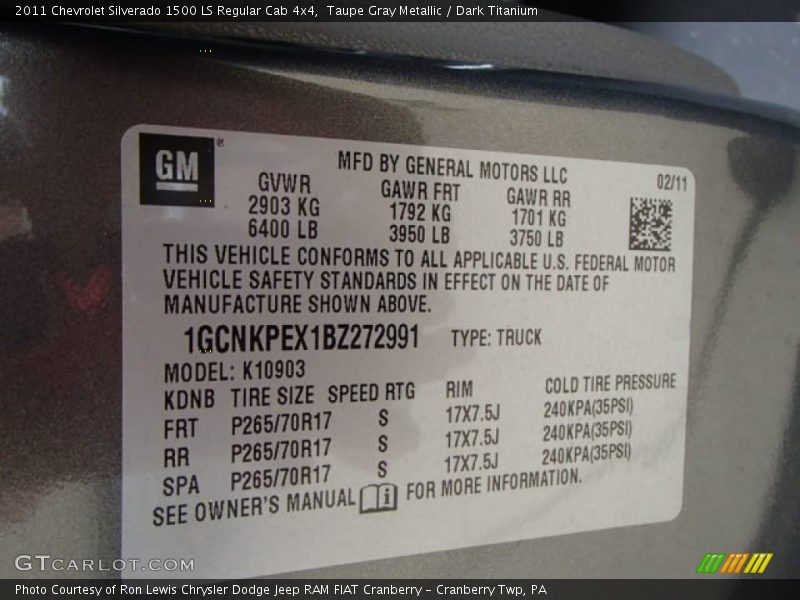 2011 Chevrolet Silverado 1500 LS Regular Cab 4x4, Taupe Gray Metallic / Dark Titanium
GM
MFD BY GENERAL MOTORS LLC
02/11
GVWR GAWR FRT GAWR RR
2903 KG 1792 KG 1701 KG
6400 LB 3950 LB 3750 LB
THIS VEHICLE CONFORMS TO ALL APPLICABLE U.S. FEDERAL MOTOR
VEHICLE SAFETY STANDARDS IN EFFECT ON THE DATE OF
MANUFACTURE SHOWN ABOVE.
1GCNKPEX1BZ272991 TYPE: TRUCK
MODEL: K10903
KDNB TIRE SIZE SPEED RTG RIM COLD TIRE PRESSURE
FRT P265/70R17 S 17X7.5J 240KPA(35PSI)
RR P265/70R17 S 17X7.5J 240KPA(35PSI)
SPA P265/70R17 S 17X7.5J 240KPA(35PSI)
SEE OWNER'S MANUAL FOR MORE INFORMATION.
GTCARLOT.COM
Photo Courtesy of Ron Lewis Chrysler Dodge Jeep RAM FIAT Cranberry – Cranberry Twp, PA